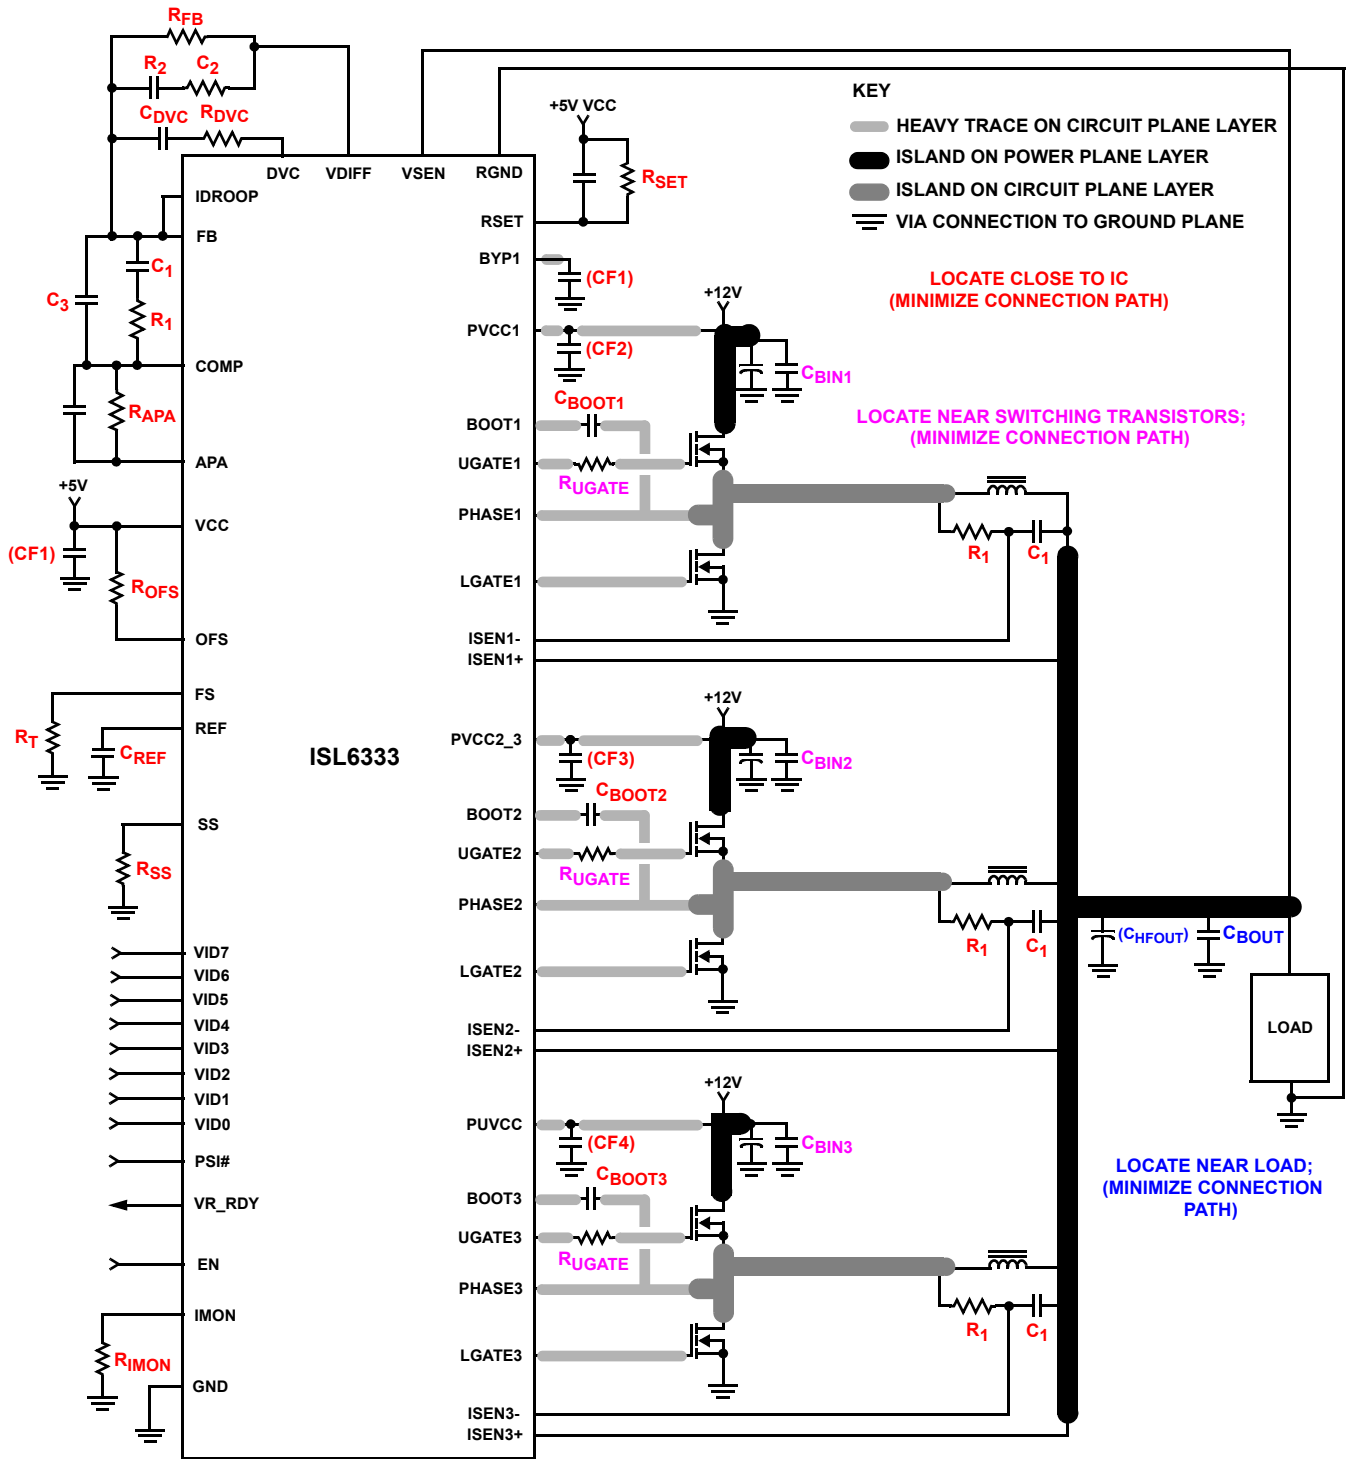 RFB
R2 C2
CDVC RDVC
+5V VCC
RSET
KEY
HEAVY TRACE ON CIRCUIT PLANE LAYER
ISLAND ON POWER PLANE LAYER
ISLAND ON CIRCUIT PLANE LAYER
VIA CONNECTION TO GROUND PLANE
LOCATE CLOSE TO IC
(MINIMIZE CONNECTION PATH)
LOCATE NEAR SWITCHING TRANSISTORS;
(MINIMIZE CONNECTION PATH)
DVC VDIFF VSEN RGND
IDROOP
FB
C1
C3
R1
COMP
RAPA
APA
+5V
VCC
(CF1)
ROFS
OFS
FS
RT
REF
CREF
SS
RSS
VID7
VID6
VID5
VID4
VID3
VID2
VID1
VID0
PSI#
VR_RDY
EN
IMON
RIMON
GND
ISL6333
RSET
BYP1
(CF1)
+12V
PVCC1
(CF2)
CBIN1
CBOOT1
BOOT1
UGATE1
RUGATE
PHASE1
R1 C1
LGATE1
ISEN1-
ISEN1+
+12V
PVCC2_3
(CF3)
CBIN2
CBOOT2
BOOT2
UGATE2
RUGATE
PHASE2
R1 C1
(CHFOUT) CBOUT
LGATE2
LOAD
ISEN2-
ISEN2+
+12V
PUVCC
(CF4)
CBIN3
CBOOT3
BOOT3
UGATE3
RUGATE
PHASE3
R1 C1
LGATE3
ISEN3-
ISEN3+
LOCATE NEAR LOAD;
(MINIMIZE CONNECTION
PATH)